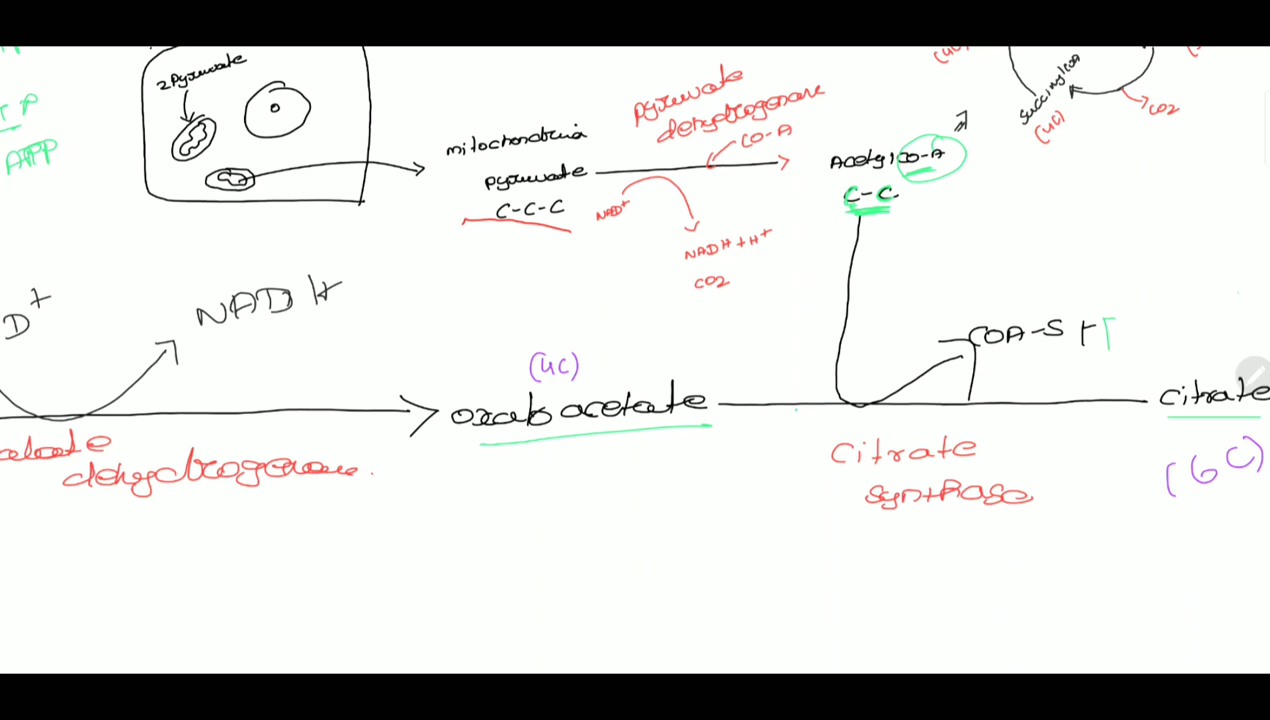 2 Pyruvate
TP
ATP
mitochondria
pyruvate
C-C-C
pyruvate
dehydrogenase
CO-A
NAD+
NADH + H+
CO2
Acetyl CO-A
C-C
Succinyl COA
(4C)
CO2
D+
NADH
dehydrogenase.
(4C)
oxaloacetate
COA-SH
Citrate
synthase
citrate
(6C)